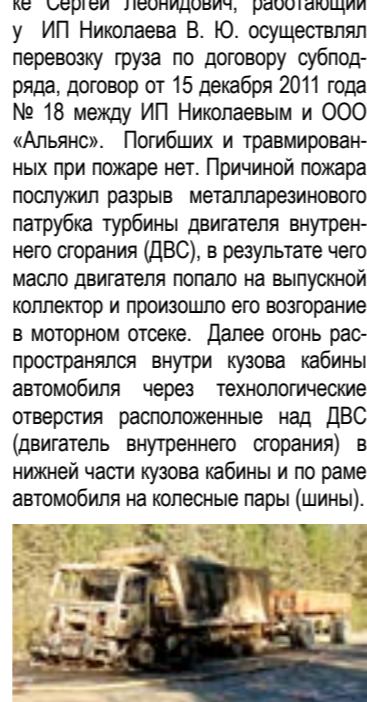 ке Сергей Леонидович, работающий
у ИП Николаева В. Ю. осуществлял
перевозку груза по договору субпод-
ряда, договор от 15 декабря 2011 года
№ 18 между ИП Николаевым и ООО
«Альянс». Погибших и травмирован-
ных при пожаре нет. Причиной пожара
послужил разрыв металларезинового
патрубка турбины двигателя внутрен-
него сгорания (ДВС), в результате чего
масло двигателя попало на выпускной
коллектор и произошло его возгорание
в моторном отсеке. Далее огонь рас-
пространялся внутри кузова кабины
автомобиля через технологические
отверстия расположенные над ДВС
(двигатель внутреннего сгорания) в
нижней части кузова кабины и по раме
автомобиля на колесные пары (шины).